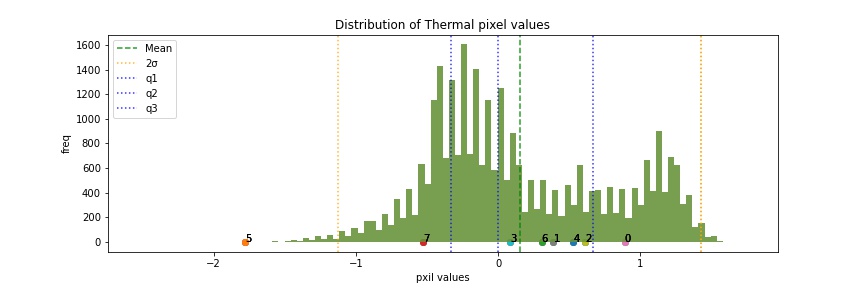 Distribution of Thermal pixel values
Mean
2σ
q1
q2
q3
freq
1600
1400
1200
1000
800
600
400
200
0
5 7 3 6 1 4 2 0
−2 −1 0 1
pxil values